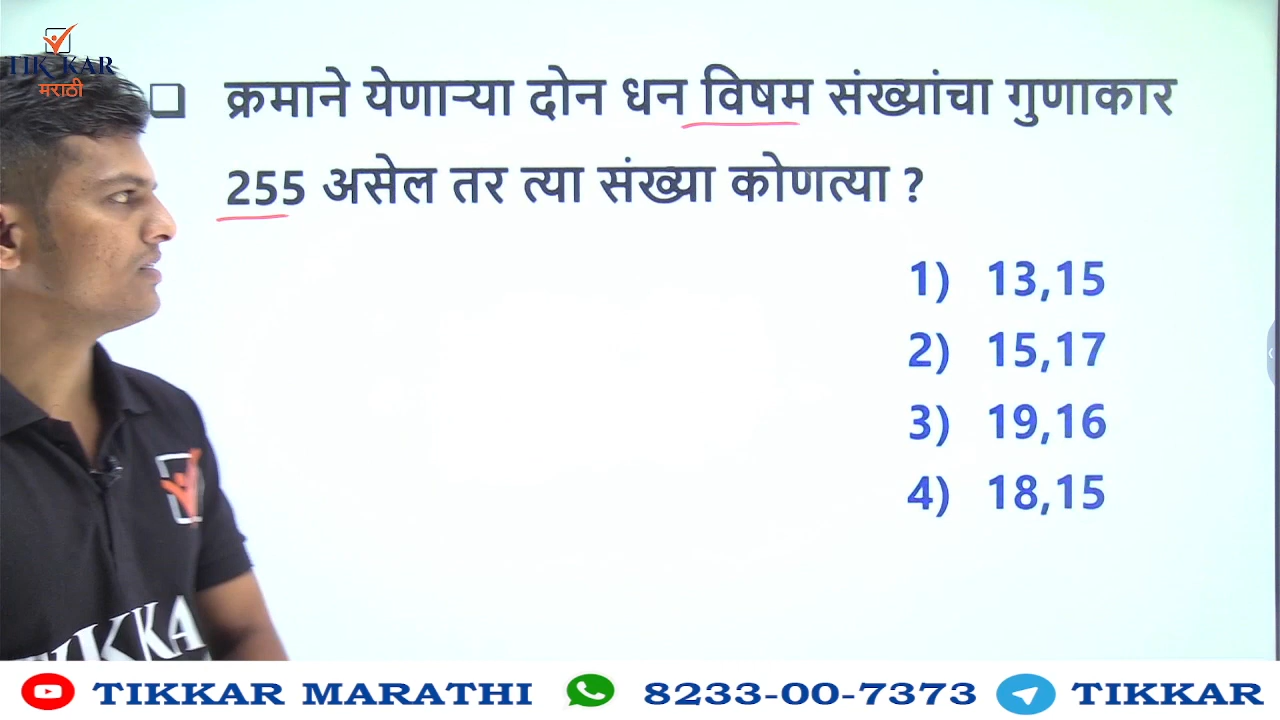 TIKKAR
मराठी
❑ क्रमाने येणाऱ्या दोन धन विषम संख्यांचा गुणाकार
255 असेल तर त्या संख्या कोणत्या ?
1) 13,15
2) 15,17
3) 19,16
4) 18,15
TIKKAR MARATHI 8233-00-7373 TIKKAR